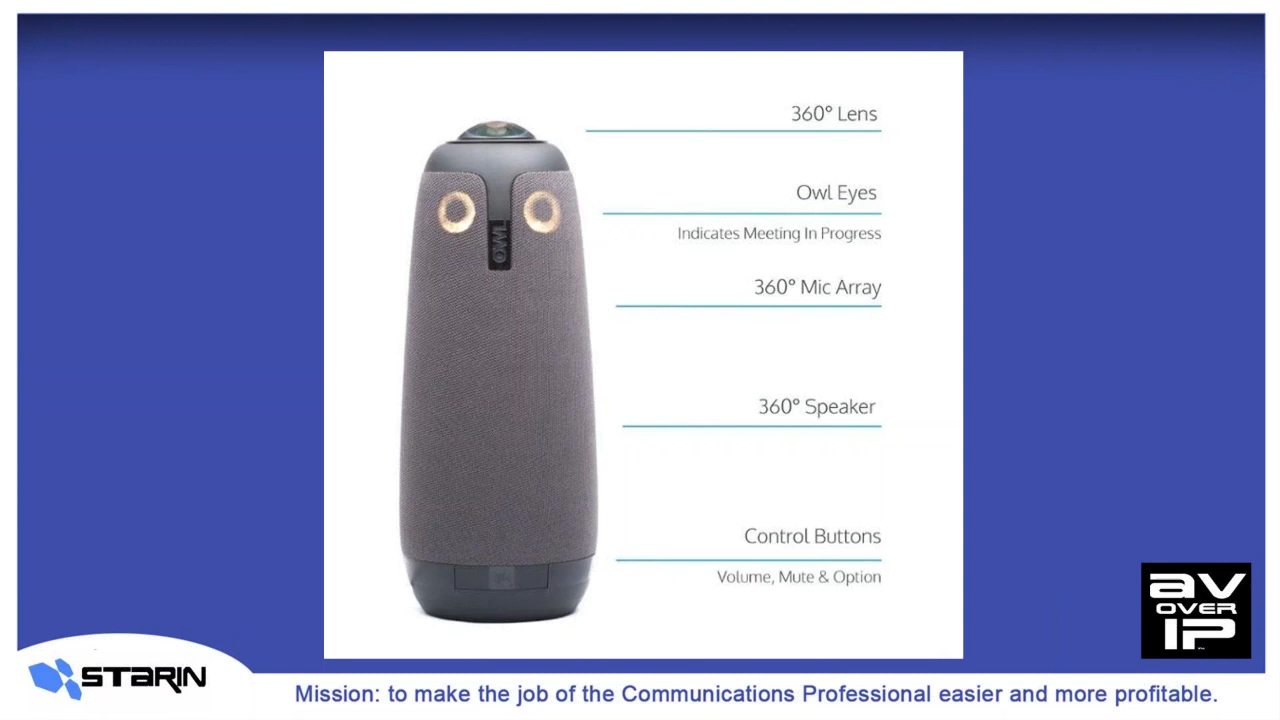 360° Lens
Owl Eyes
Indicates Meeting In Progress
360° Mic Array
360° Speaker
Control Buttons
Volume, Mute & Option
OWL
av
OVER
IP
STARIN
Mission: to make the job of the Communications Professional easier and more profitable.